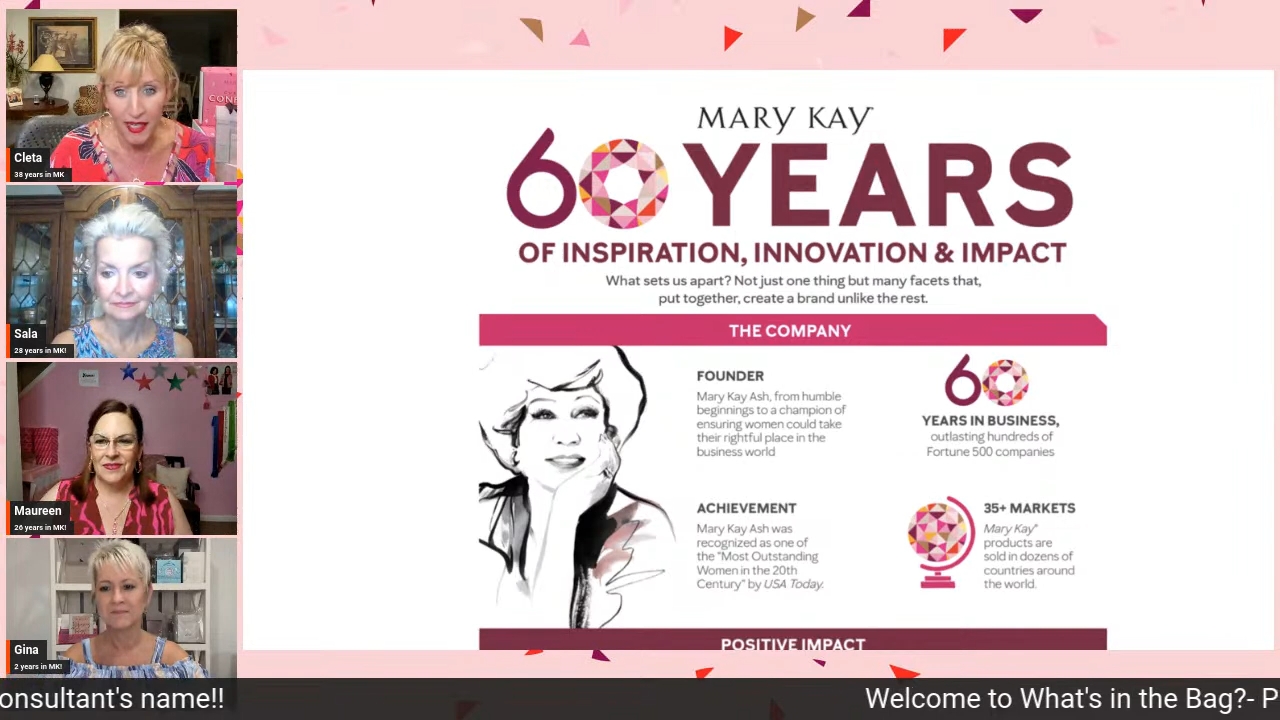 Cleta
38 years in MK
Sala
28 years in MK!
Maureen
26 years in MK!
Gina
2 years in MK!
MARY KAY
60 YEARS
OF INSPIRATION, INNOVATION & IMPACT
What sets us apart? Not just one thing but many facets that,
put together, create a brand unlike the rest.
THE COMPANY
FOUNDER
Mary Kay Ash, from humble
beginnings to a champion of
ensuring women could take
their rightful place in the
business world
60
YEARS IN BUSINESS,
outlasting hundreds of
Fortune 500 companies
ACHIEVEMENT
Mary Kay Ash was
recognized as one of
the "Most Outstanding
Women in the 20th
Century" by USA Today.
35+ MARKETS
Mary Kay®
products are
sold in dozens of
countries around
the world.
POSITIVE IMPACT
onsultant's name!!
Welcome to What's in the Bag?- P